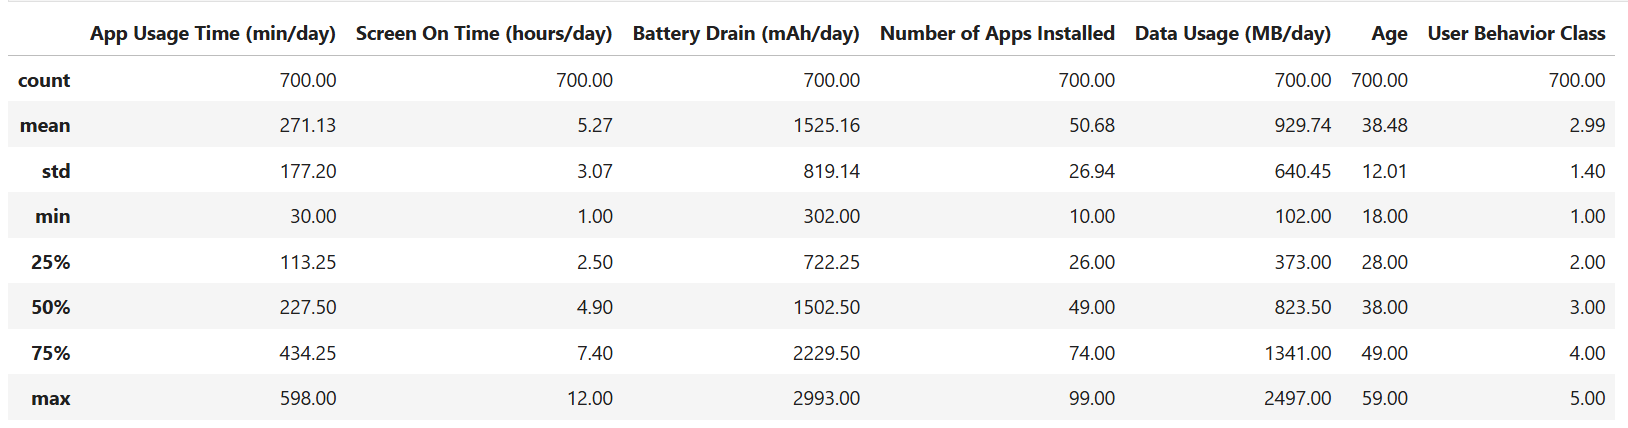 App Usage Time (min/day) Screen On Time (hours/day) Battery Drain (mAh/day) Number of Apps Installed Data Usage (MB/day) Age User Behavior Class
count 700.00 700.00 700.00 700.00 700.00 700.00 700.00
mean 271.13 5.27 1525.16 50.68 929.74 38.48 2.99
std 177.20 3.07 819.14 26.94 640.45 12.01 1.40
min 30.00 1.00 302.00 10.00 102.00 18.00 1.00
25% 113.25 2.50 722.25 26.00 373.00 28.00 2.00
50% 227.50 4.90 1502.50 49.00 823.50 38.00 3.00
75% 434.25 7.40 2229.50 74.00 1341.00 49.00 4.00
max 598.00 12.00 2993.00 99.00 2497.00 59.00 5.00